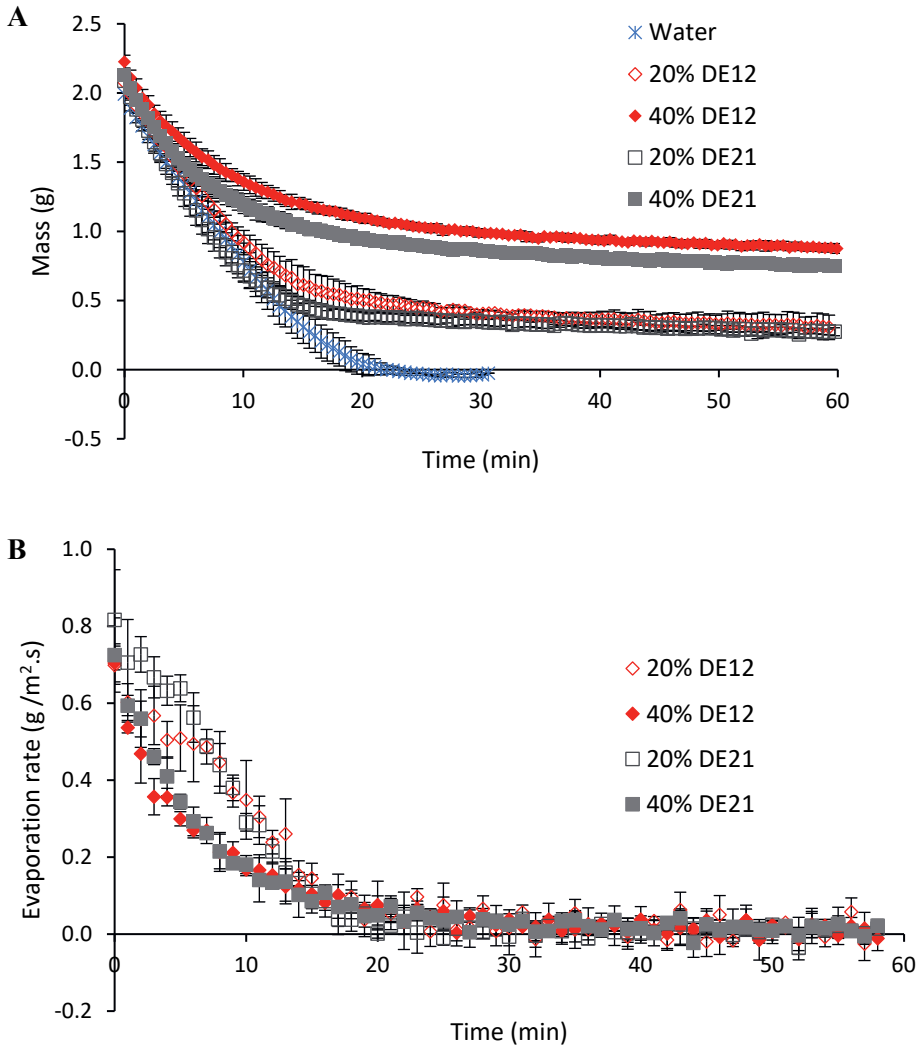 A
2.5
2.0
1.5
1.0
0.5
0.0
-0.5
Mass (g)
0 10 20 30 40 50 60
Time (min)
Water
20% DE12
40% DE12
20% DE21
40% DE21
B
1.0
0.8
0.6
0.4
0.2
0.0
-0.2
Evaporation rate (g /m².s)
0 10 20 30 40 50 60
Time (min)
20% DE12
40% DE12
20% DE21
40% DE21